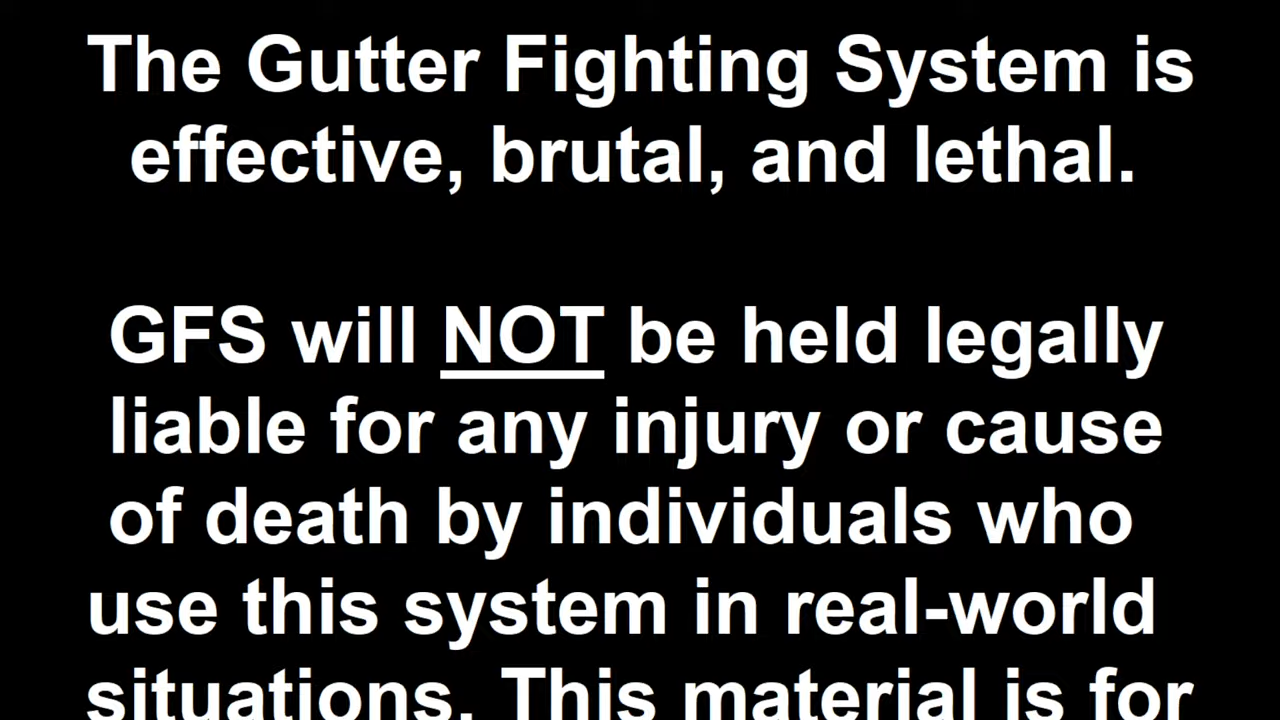 The Gutter Fighting System is
effective, brutal, and lethal.
GFS will NOT be held legally
liable for any injury or cause
of death by individuals who
use this system in real-world
situations. This material is for